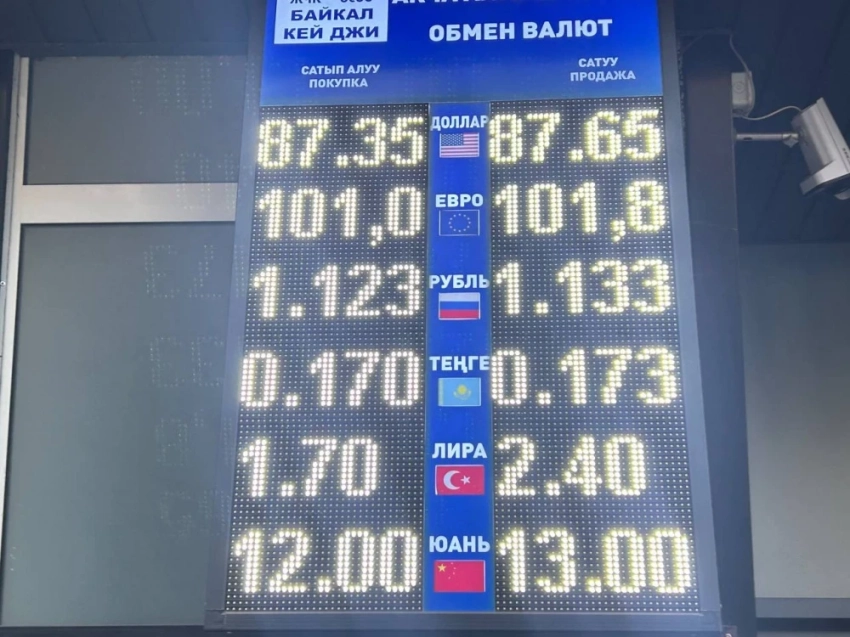 БАЙКАЛ
КЕЙ ДЖИ
ОБМЕН ВАЛЮТ
САТЫП АЛУУ
ПОКУПКА
САТУУ
ПРОДАЖА
87.35 ДОЛЛАР 87.65
101,0 ЕВРО 101,8
1.123 РУБЛЬ 1.133
0.170 ТЕҢГЕ 0.173
1.70 ЛИРА 2.40
12.00 ЮАНЬ 13.00